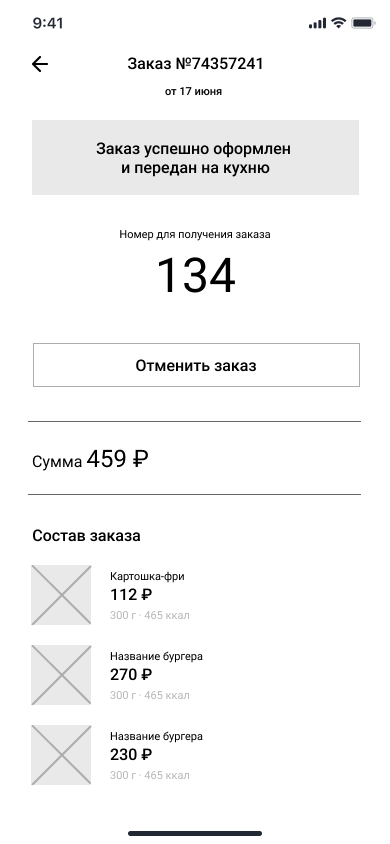 9:41
Заказ №74357241
от 17 июня
Заказ успешно оформлен
и передан на кухню
Номер для получения заказа
134
Отменить заказ
Сумма 459 ₽
Состав заказа
Картошка-фри
112 ₽
300 г · 465 ккал
Название бургера
270 ₽
300 г · 465 ккал
Название бургера
230 ₽
300 г · 465 ккал